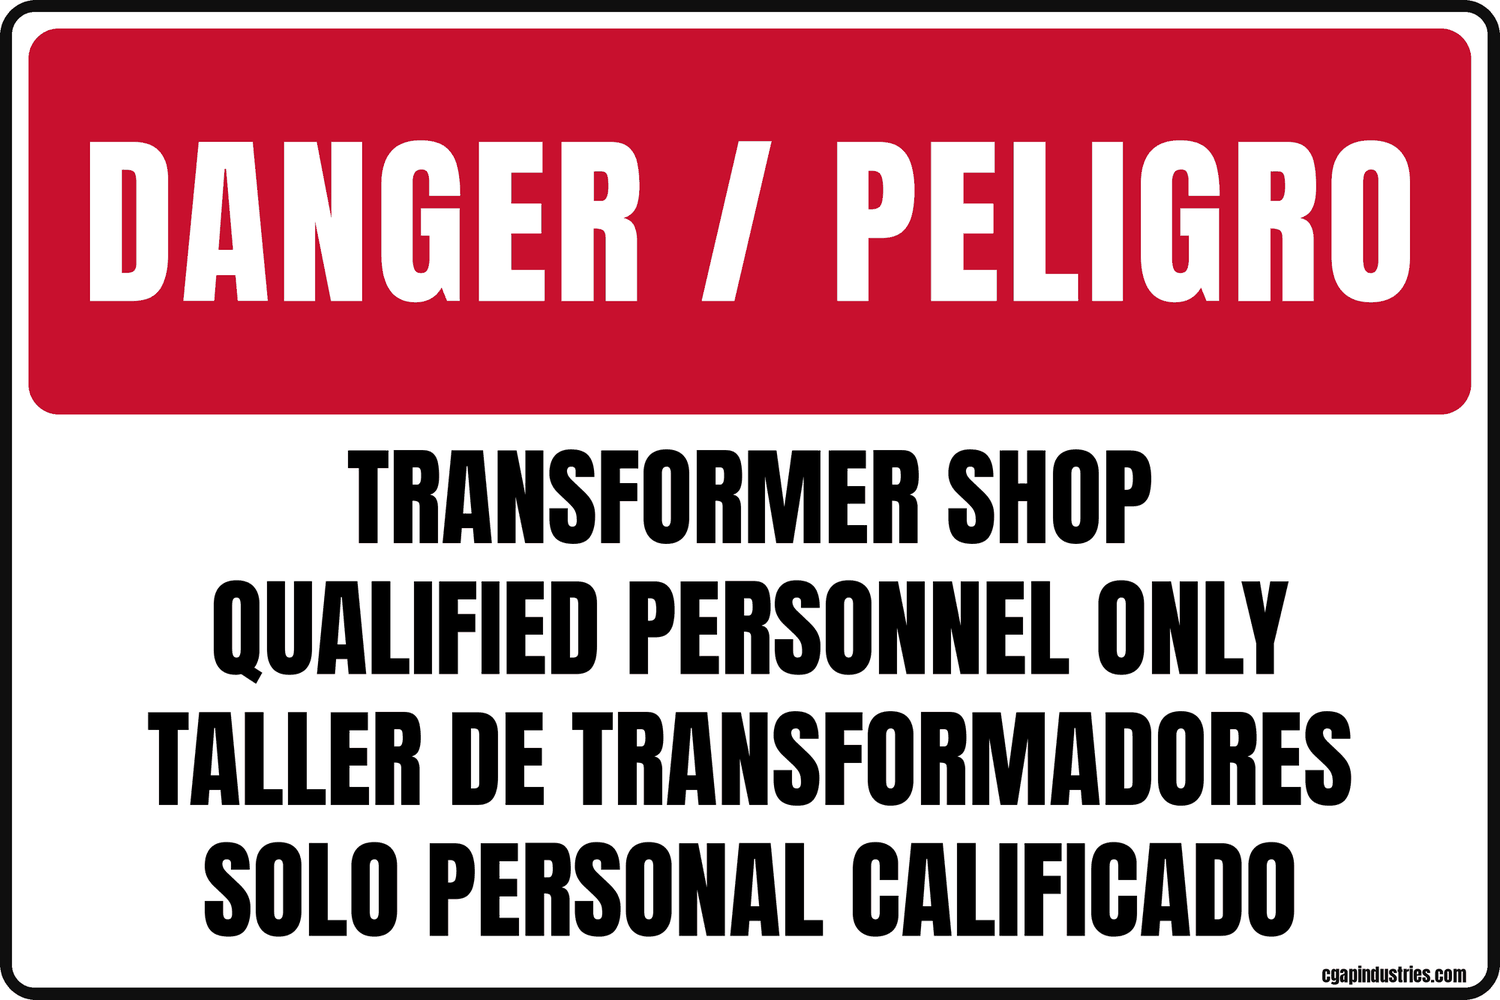 DANGER / PELIGRO
TRANSFORMER SHOP
QUALIFIED PERSONNEL ONLY
TALLER DE TRANSFORMADORES
SOLO PERSONAL CALIFICADO
cgapindustries.com